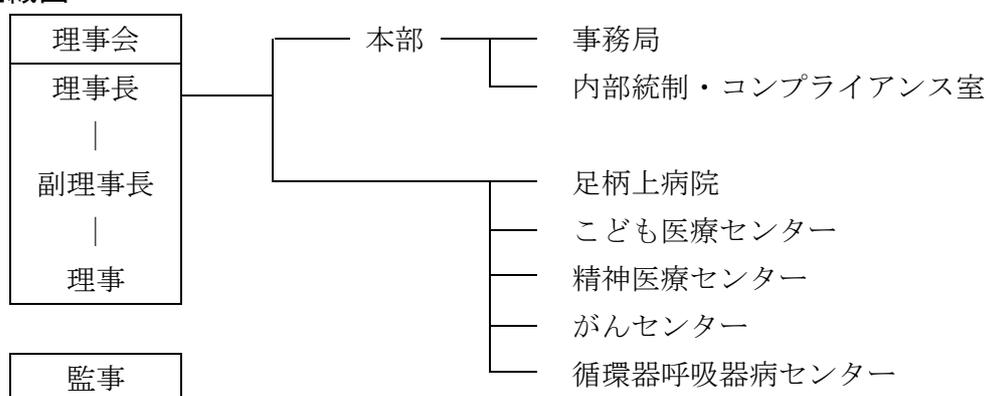 理事会
理事長
｜
副理事長
｜
理事
監事
本部
事務局
内部統制・コンプライアンス室
足柄上病院
こども医療センター
精神医療センター
がんセンター
循環器呼吸器病センター